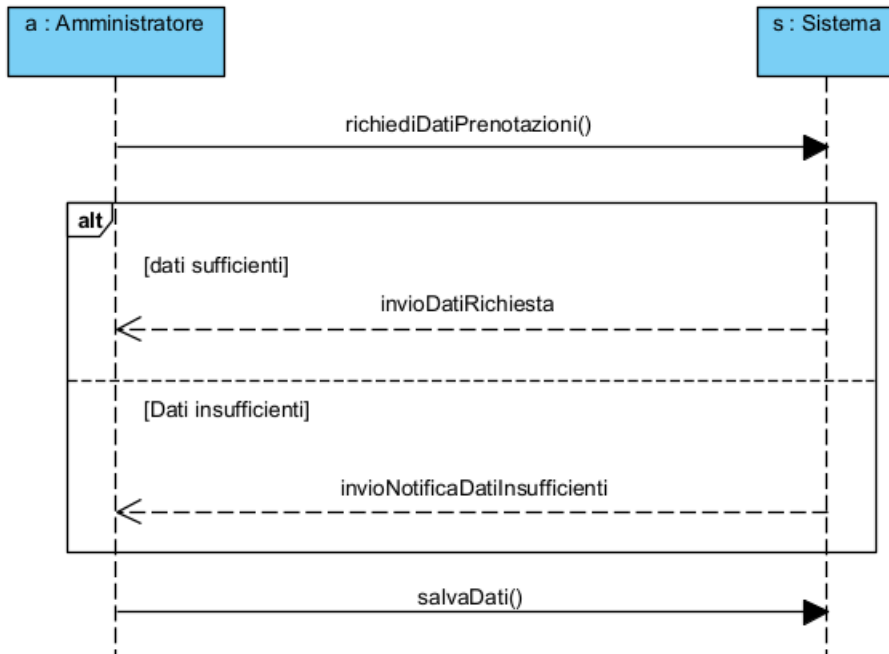 a : Amministratore
s : Sistema
richiediDatiPrenotazioni()
alt
[dati sufficienti]
invioDatiRichiesta
[Dati insufficienti]
invioNotificaDatiInsufficienti
salvaDati()